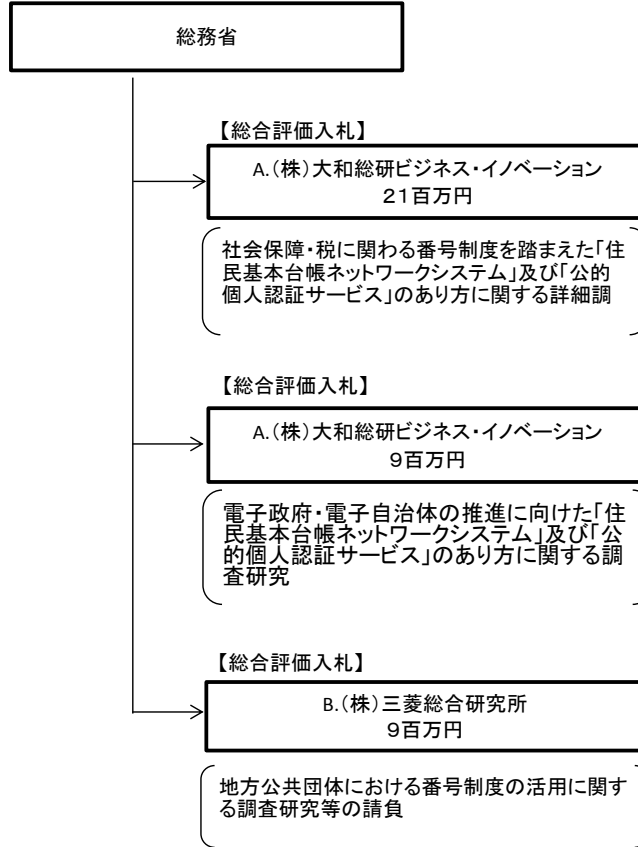 総務省
【総合評価入札】
A.(株)大和総研ビジネス・イノベーション
21百万円
社会保障・税に関わる番号制度を踏まえた「住
民基本台帳ネットワークシステム」及び「公的
個人認証サービス」のあり方に関する詳細調
【総合評価入札】
A.(株)大和総研ビジネス・イノベーション
9百万円
電子政府・電子自治体の推進に向けた「住
民基本台帳ネットワークシステム」及び「公
的個人認証サービス」のあり方に関する調
査研究
【総合評価入札】
B.(株)三菱総合研究所
9百万円
地方公共団体における番号制度の活用に関す
る調査研究等の請負